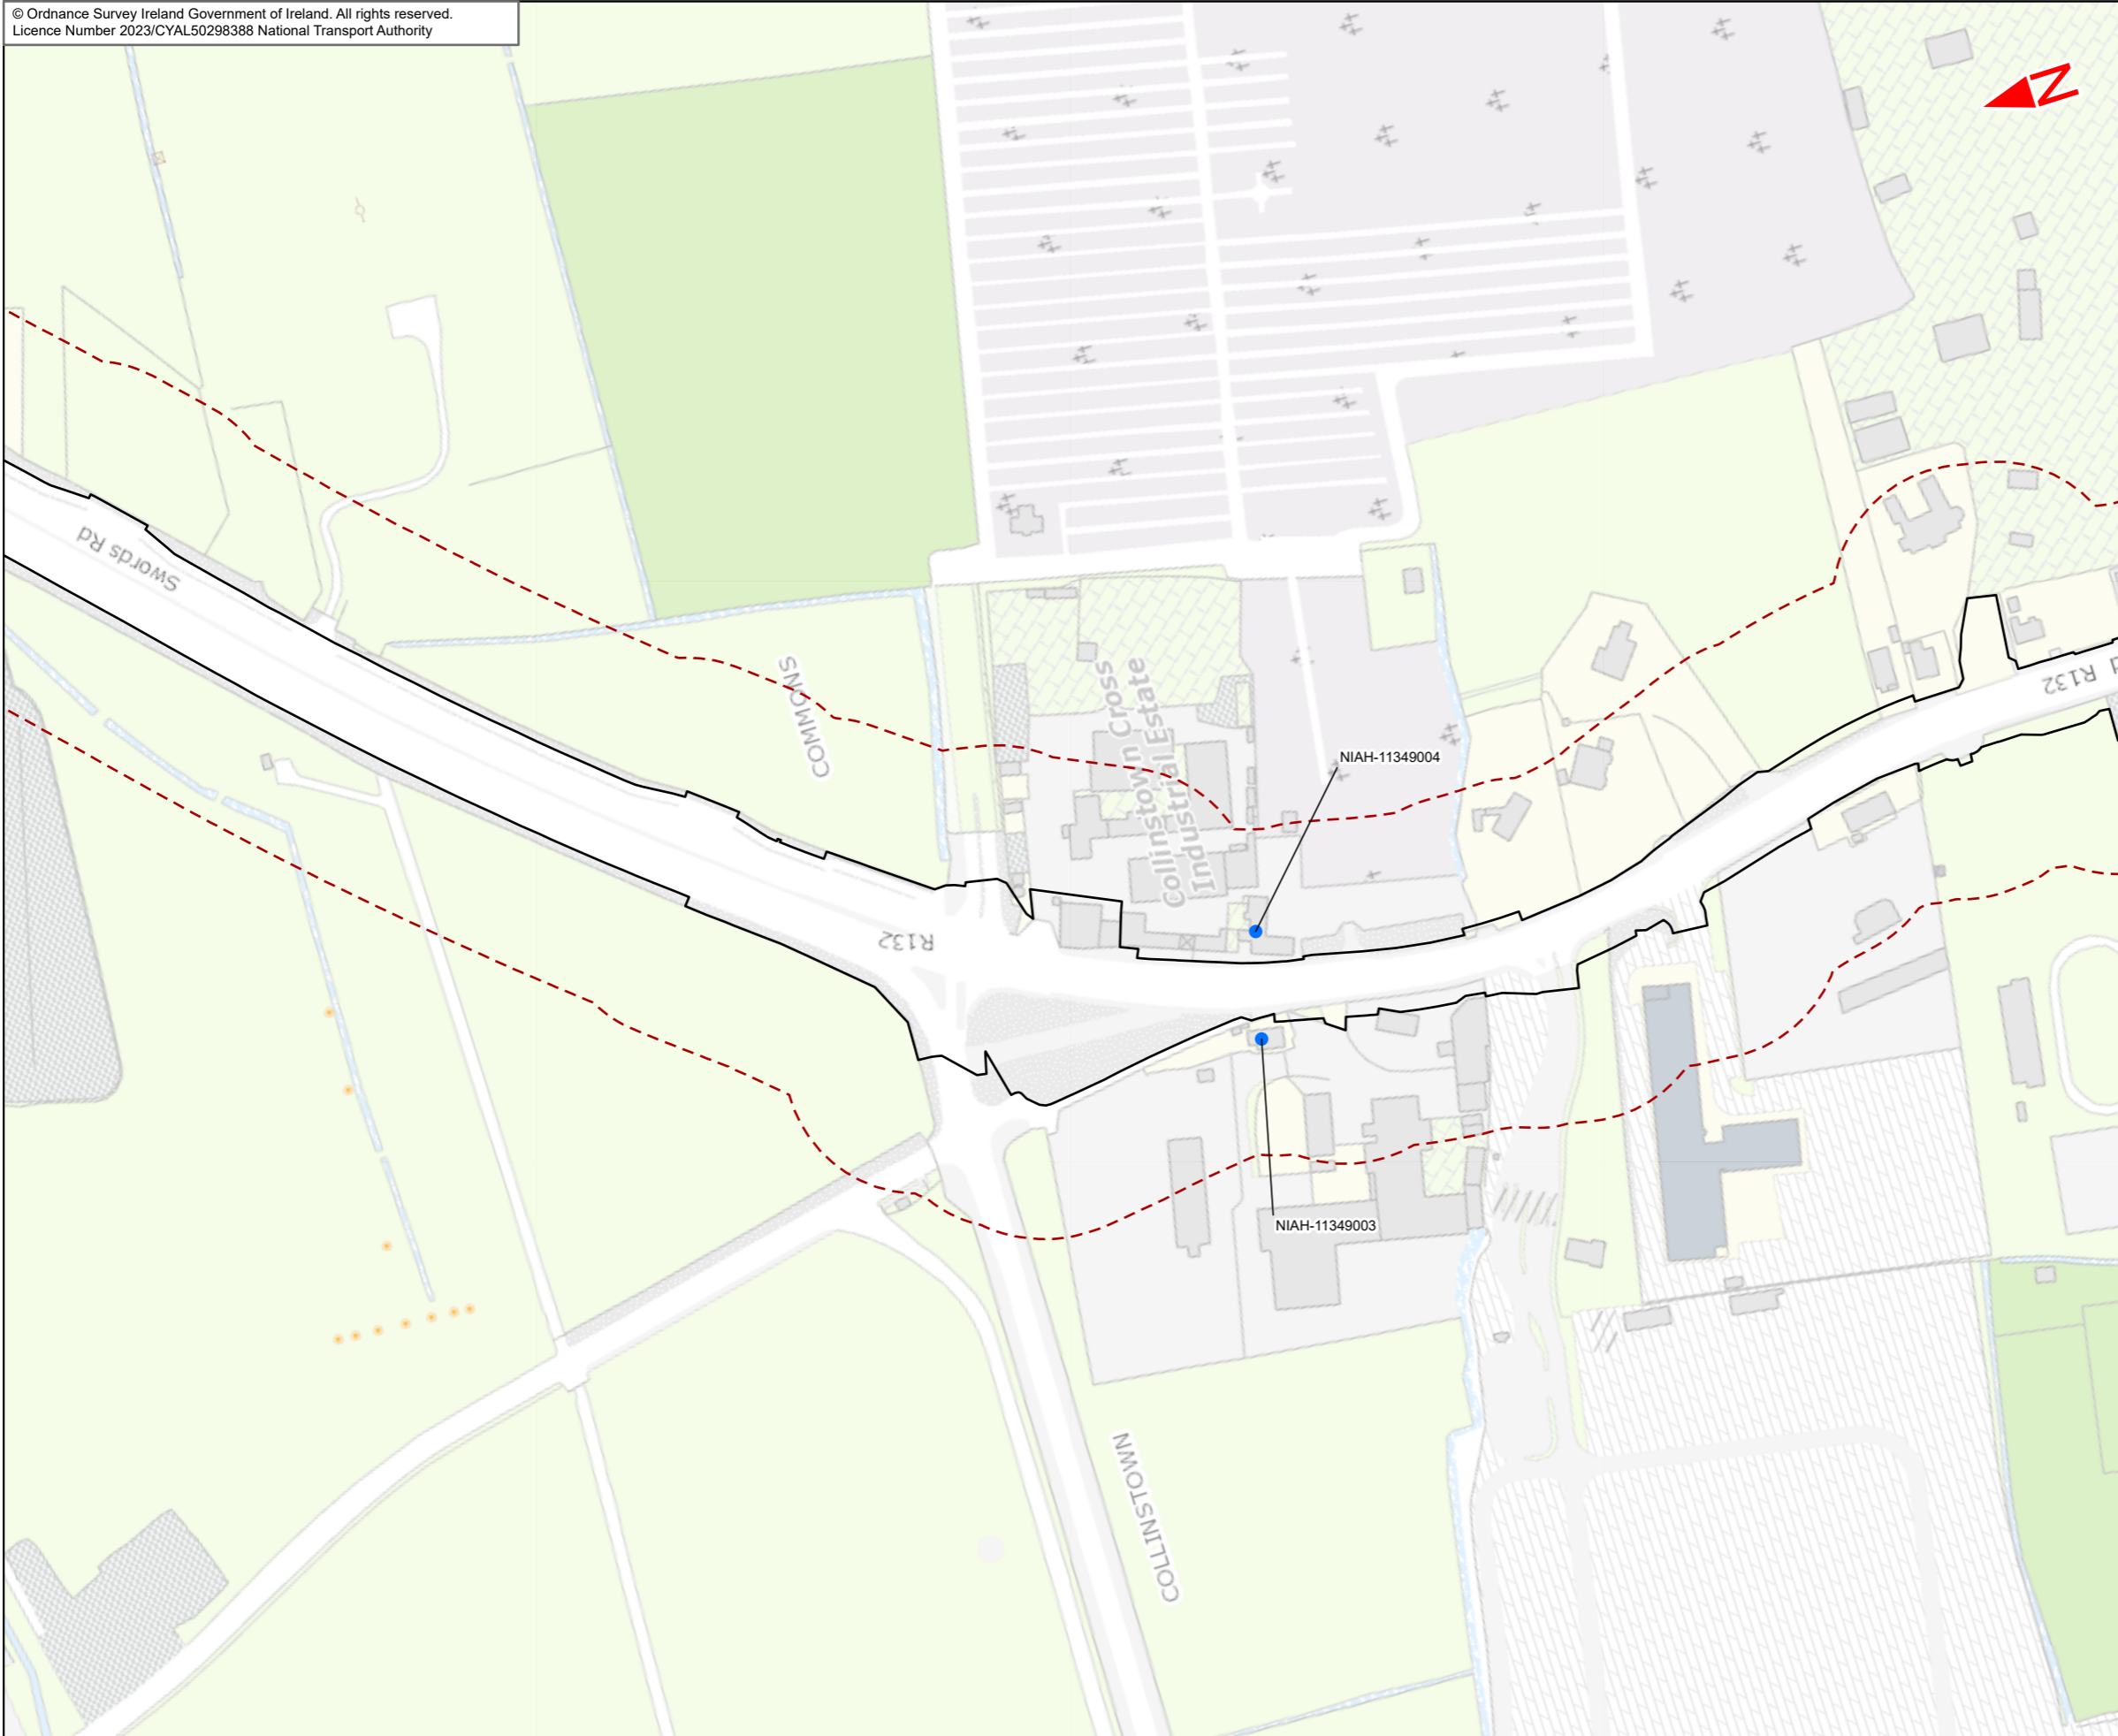 © Ordnance Survey Ireland Government of Ireland. All rights reserved.
Licence Number 2023/CYAL50298388 National Transport Authority
N
Swords Rd
COMMONS
Collinstown Cross
Industrial Estate
R132
NIAH-11349004
R132
NIAH-11349003
COLLINSTOWN